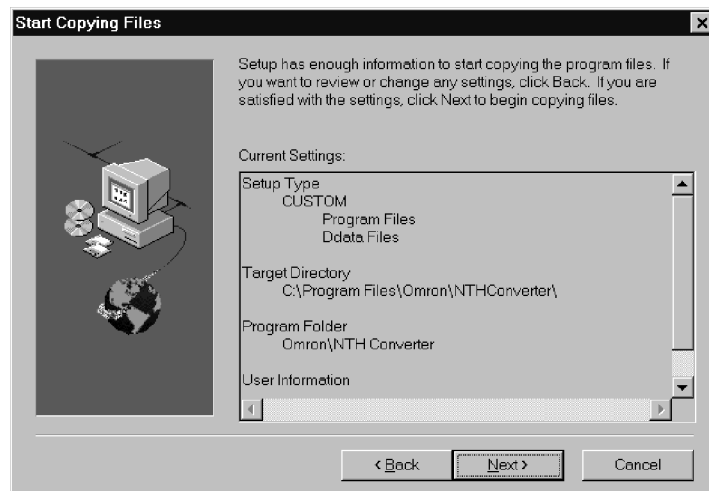 Start Copying Files
Setup has enough information to start copying the program files. If
you want to review or change any settings, click Back. If you are
satisfied with the settings, click Next to begin copying files.
Current Settings:
Setup Type
CUSTOM
Program Files
Ddata Files
Target Directory
C:\Program Files\Omron\NTHConverter\
Program Folder
Omron\NTH Converter
User Information
< Back
Next >
Cancel